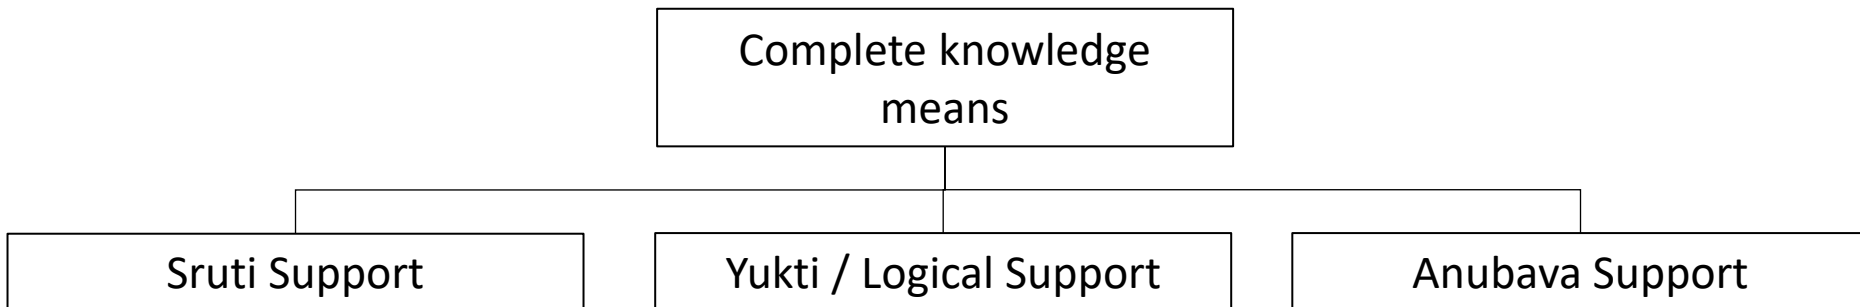 Complete knowledge
means
Sruti Support
Yukti / Logical Support
Anubava Support